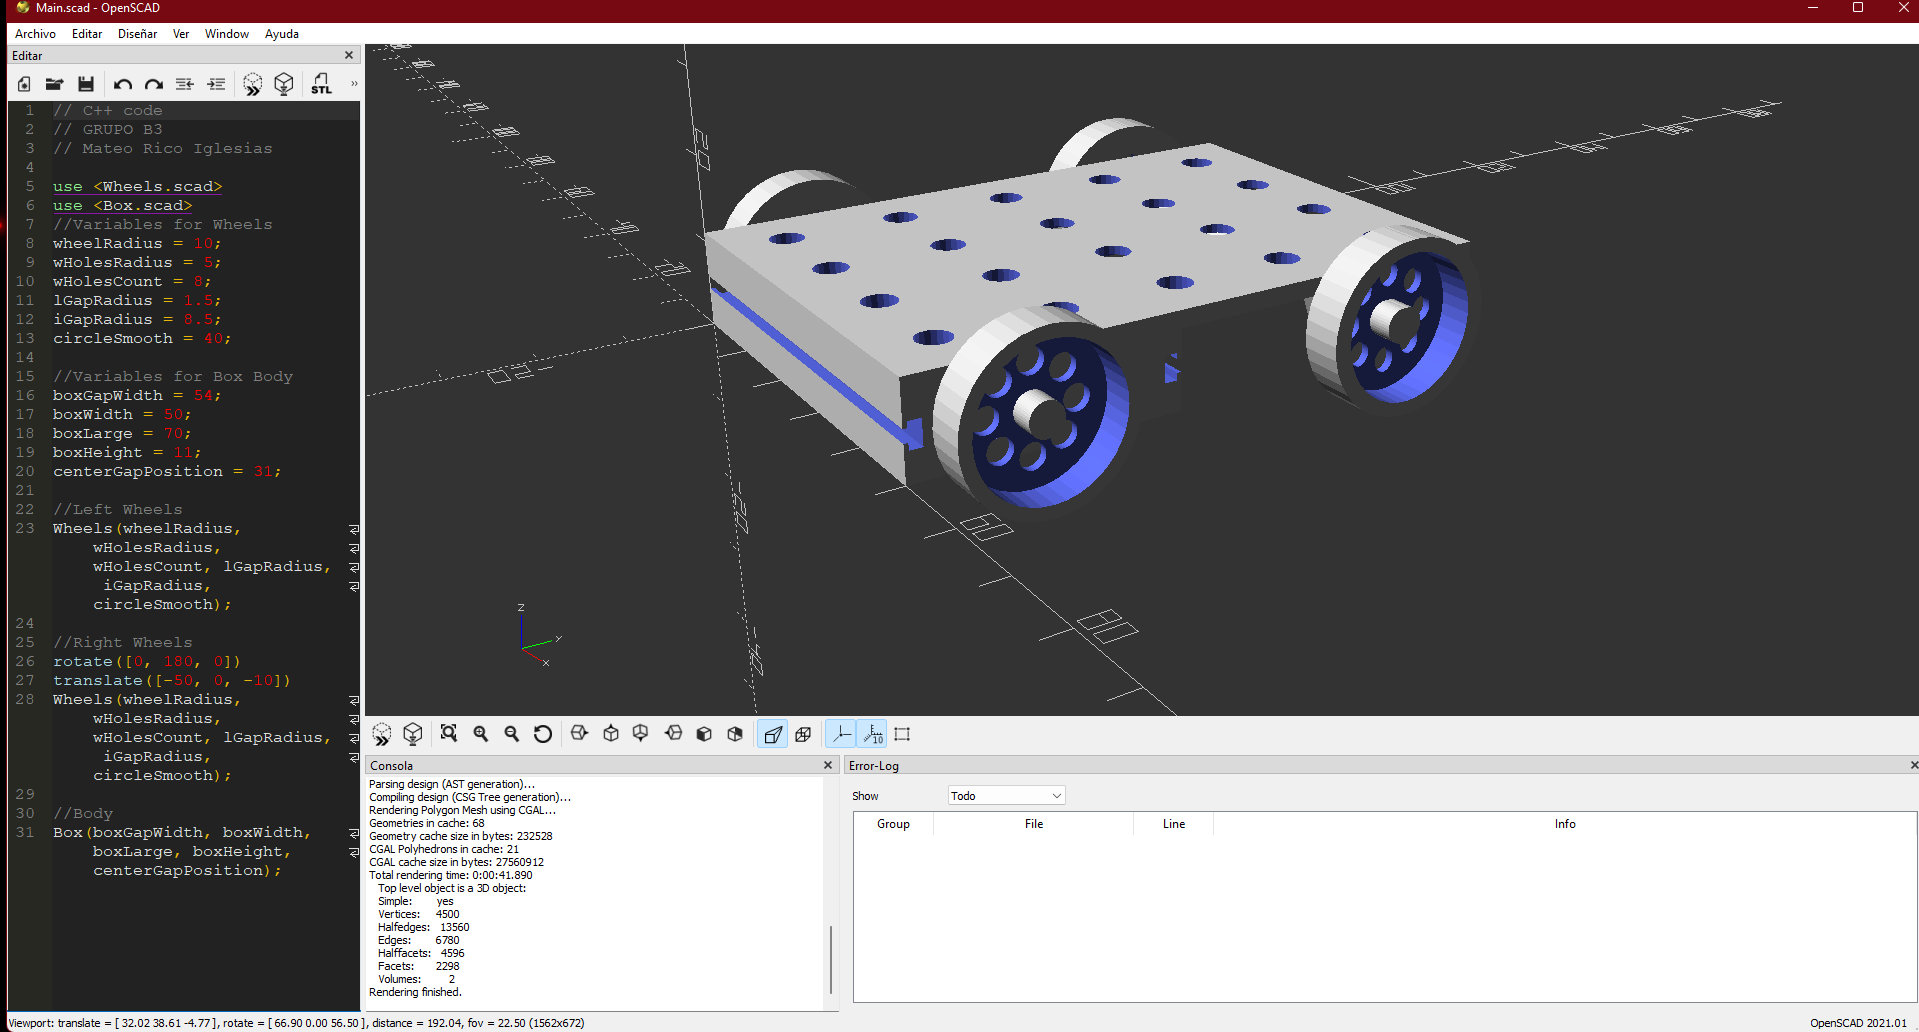 Main.scad - OpenSCAD
Archivo Editar Diseñar Ver Window Ayuda
Editar
STL
1 // C++ code
2 // GRUPO B3
3 // Mateo Rico Iglesias
4
5 use <Wheels.scad>
6 use <Box.scad>
7 //Variables for Wheels
8 wheelRadius = 10;
9 wHolesRadius = 5;
10 wHolesCount = 8;
11 lGapRadius = 1.5;
12 iGapRadius = 8.5;
13 circleSmooth = 40;
14
15 //Variables for Box Body
16 boxGapWidth = 54;
17 boxWidth = 50;
18 boxLarge = 70;
19 boxHeight = 11;
20 centerGapPosition = 31;
21
22 //Left Wheels
23 Wheels(wheelRadius,
wHolesRadius,
wHolesCount, lGapRadius,
iGapRadius,
circleSmooth);
24
25 //Right Wheels
26 rotate([0, 180, 0])
27 translate([-50, 0, -10])
28 Wheels(wheelRadius,
wHolesRadius,
wHolesCount, lGapRadius,
iGapRadius,
circleSmooth);
29
30 //Body
31 Box(boxGapWidth, boxWidth,
boxLarge, boxHeight,
centerGapPosition);
z
x
10
Consola
Parsing design (AST generation)...
Compiling design (CSG Tree generation)...
Rendering Polygon Mesh using CGAL...
Geometries in cache: 68
Geometry cache size in bytes: 232528
CGAL Polyhedrons in cache: 21
CGAL cache size in bytes: 27560912
Total rendering time: 0:00:41.890
Top level object is a 3D object:
Simple: yes
Vertices: 4500
Halfedges: 13560
Edges: 6780
Halffacets: 4596
Facets: 2298
Volumes: 2
Rendering finished.
Error-Log
Show Todo
Group File Line Info
Viewport: translate = [ 32.02 38.61 -4.77 ], rotate = [ 66.90 0.00 56.50 ], distance = 192.04, fov = 22.50 (1562x672)
OpenSCAD 2021.01